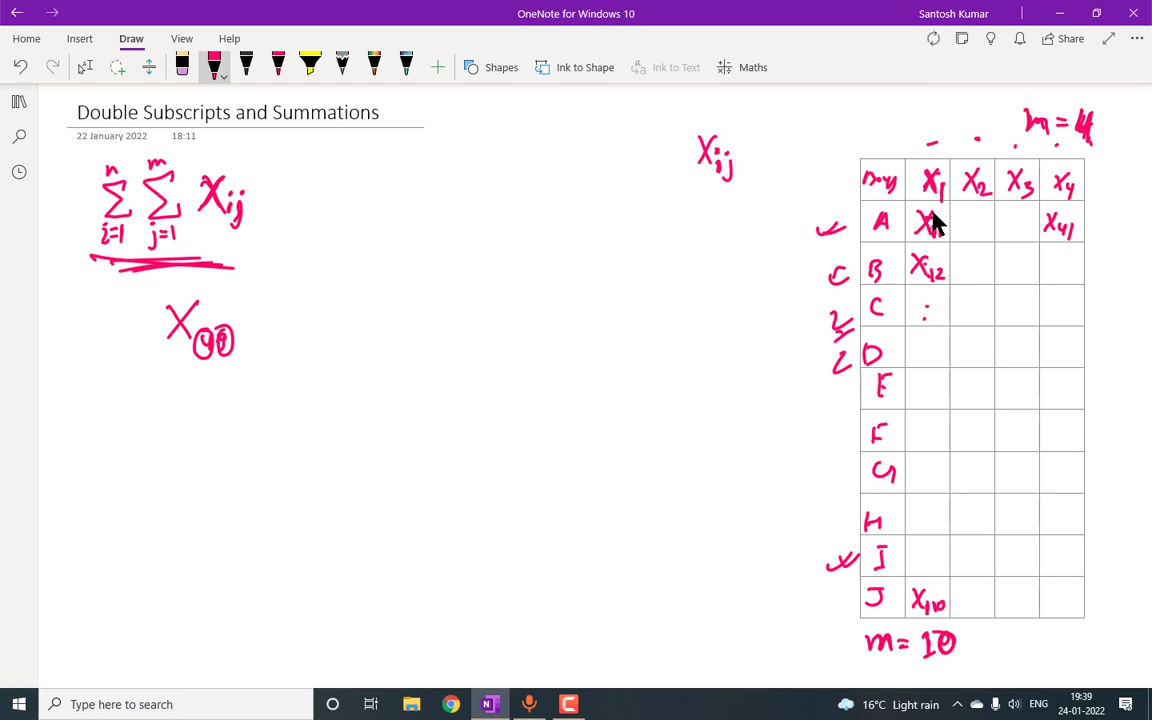 OneNote for Windows 10
Santosh Kumar
Home Insert Draw View Help
Share
Shapes Ink to Shape Ink to Text Maths
Double Subscripts and Summations
22 January 2022 18:11
n m
Σ Σ Xij
i=1 j=1
Xij
m = 4
X1 X2 X3 X4
A X11 X41
B X12
C :
D
E
F
G
H
I
J X110
m = 10
Type here to search
16°C Light rain
ENG
19:39
24-01-2022